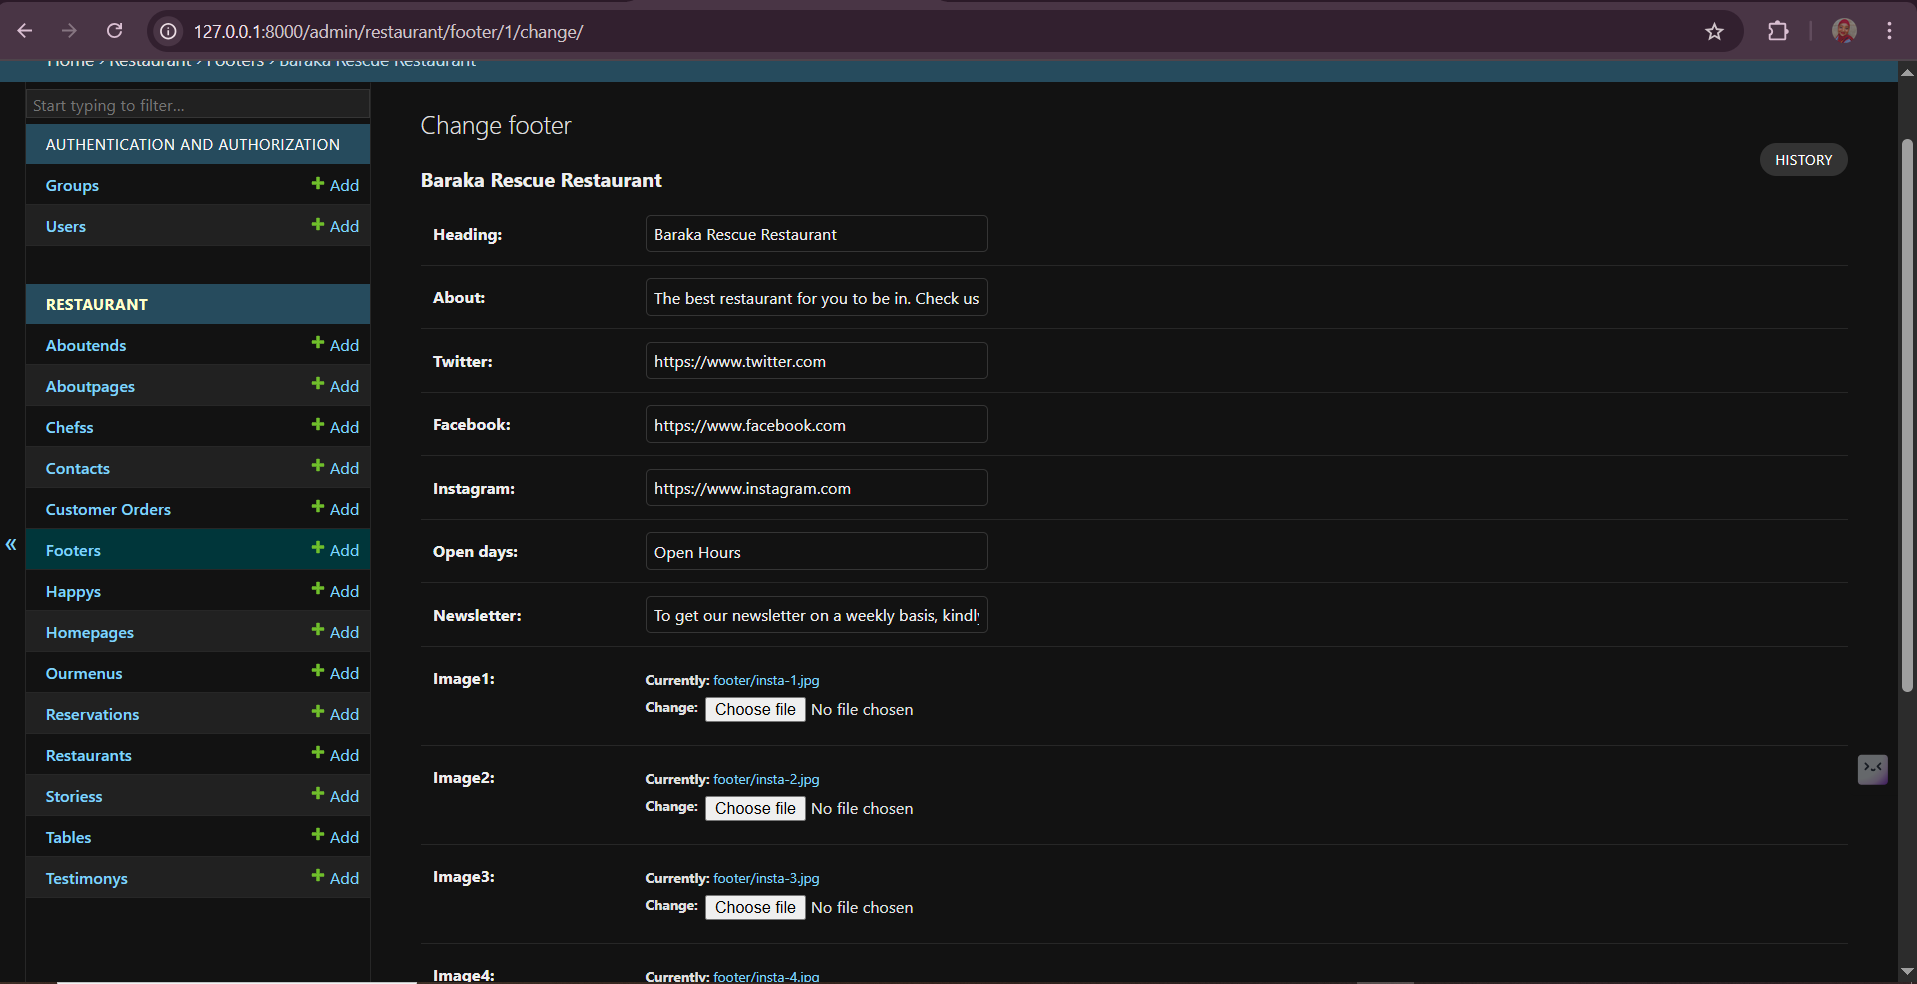 127.0.0.1:8000/admin/restaurant/footer/1/change/
Home › Restaurant › Footers › Baraka Rescue Restaurant
Start typing to filter...
AUTHENTICATION AND AUTHORIZATION
Groups + Add
Users + Add
RESTAURANT
Aboutends + Add
Aboutpages + Add
Chefss + Add
Contacts + Add
Customer Orders + Add
Footers + Add
Happys + Add
Homepages + Add
Ourmenus + Add
Reservations + Add
Restaurants + Add
Storiess + Add
Tables + Add
Testimonys + Add
«
Change footer
HISTORY
Baraka Rescue Restaurant
Heading: Baraka Rescue Restaurant
About: The best restaurant for you to be in. Check us
Twitter: https://www.twitter.com
Facebook: https://www.facebook.com
Instagram: https://www.instagram.com
Open days: Open Hours
Newsletter: To get our newsletter on a weekly basis, kindly
Image1: Currently: footer/insta-1.jpg
Change: Choose file No file chosen
Image2: Currently: footer/insta-2.jpg
Change: Choose file No file chosen
Image3: Currently: footer/insta-3.jpg
Change: Choose file No file chosen
Image4: Currently: footer/insta-4.jpg